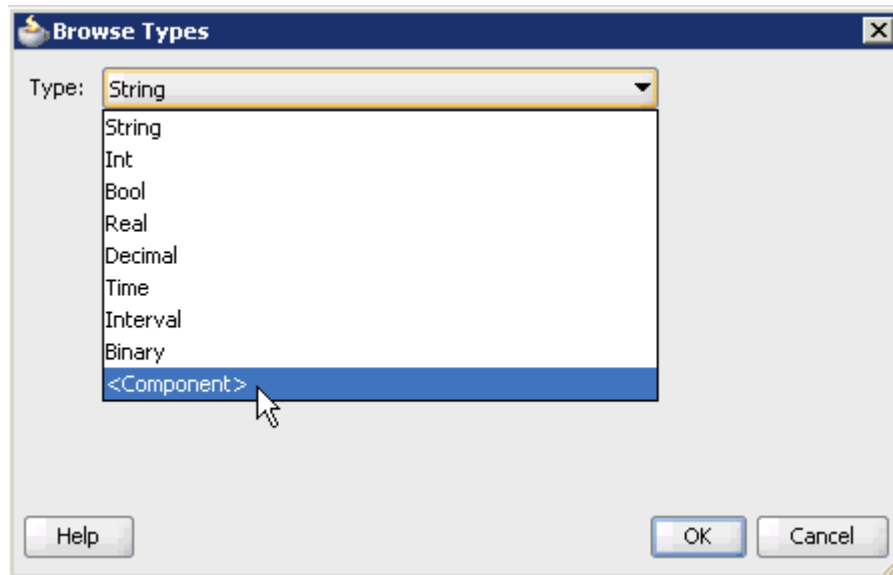 Browse Types
Type: String
String
Int
Bool
Real
Decimal
Time
Interval
Binary
<Component>
Help OK Cancel